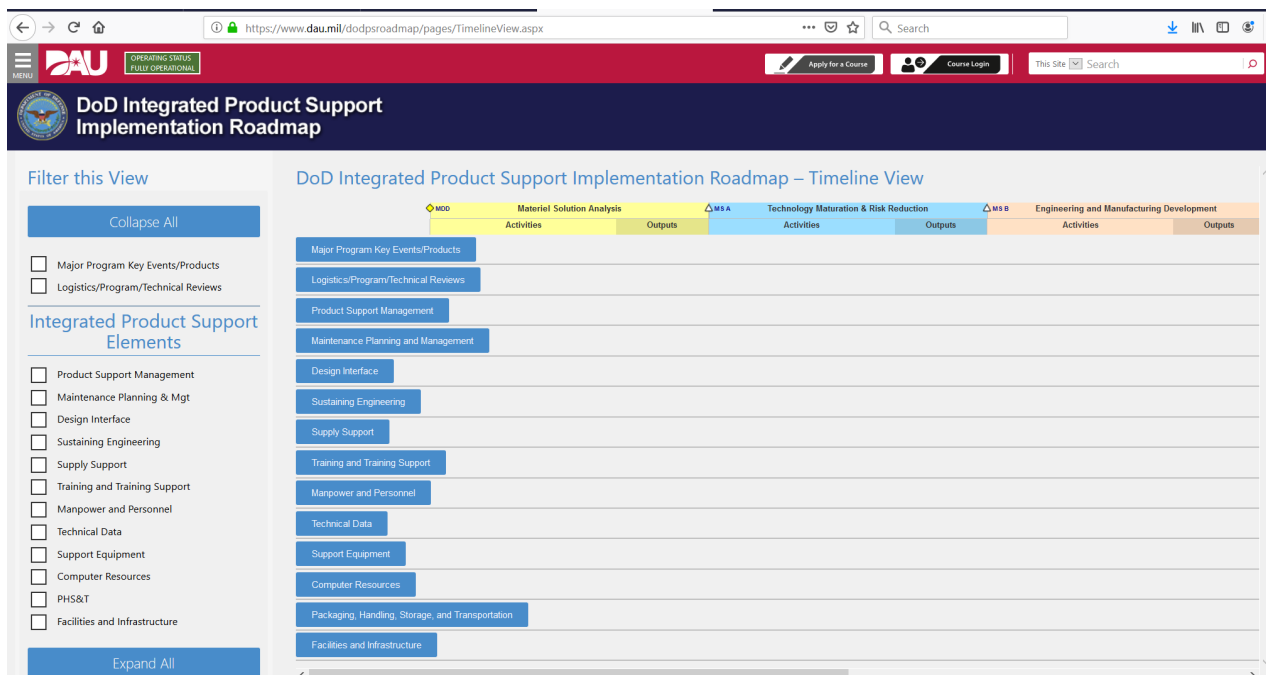 https://www.dau.mil/dodpsroadmap/pages/TimelineView.aspx
Search
MENU
DAU
OPERATING STATUS
FULLY OPERATIONAL
Apply for a Course
Course Login
This Site
Search
DoD Integrated Product Support
Implementation Roadmap
Filter this View
Collapse All
Major Program Key Events/Products
Logistics/Program/Technical Reviews
Integrated Product Support
Elements
Product Support Management
Maintenance Planning & Mgt
Design Interface
Sustaining Engineering
Supply Support
Training and Training Support
Manpower and Personnel
Technical Data
Support Equipment
Computer Resources
PHS&T
Facilities and Infrastructure
Expand All
DoD Integrated Product Support Implementation Roadmap – Timeline View
MDD Materiel Solution Analysis MS A Technology Maturation & Risk Reduction MS B Engineering and Manufacturing Development
Activities Outputs Activities Outputs Activities Outputs
Major Program Key Events/Products
Logistics/Program/Technical Reviews
Product Support Management
Maintenance Planning and Management
Design Interface
Sustaining Engineering
Supply Support
Training and Training Support
Manpower and Personnel
Technical Data
Support Equipment
Computer Resources
Packaging, Handling, Storage, and Transportation
Facilities and Infrastructure